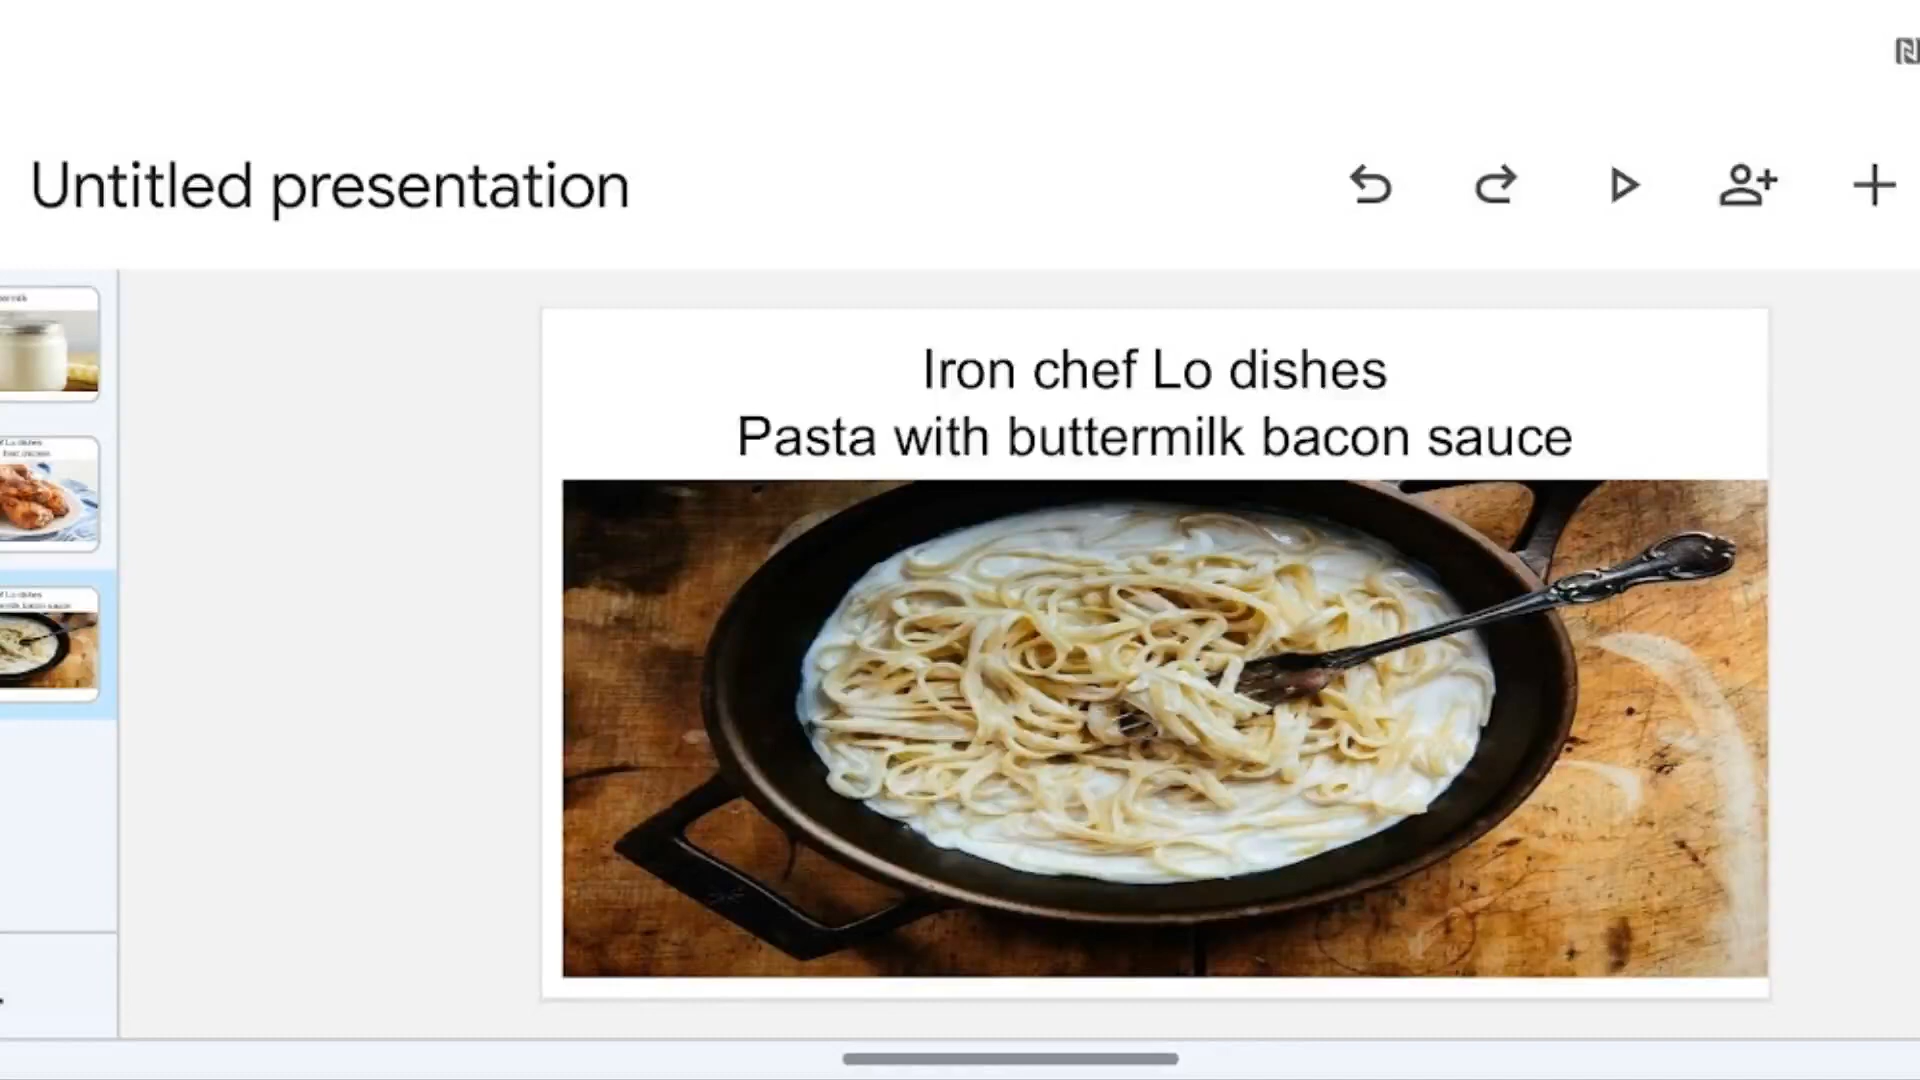 Untitled presentation
Iron chef Lo dishes
Pasta with buttermilk bacon sauce